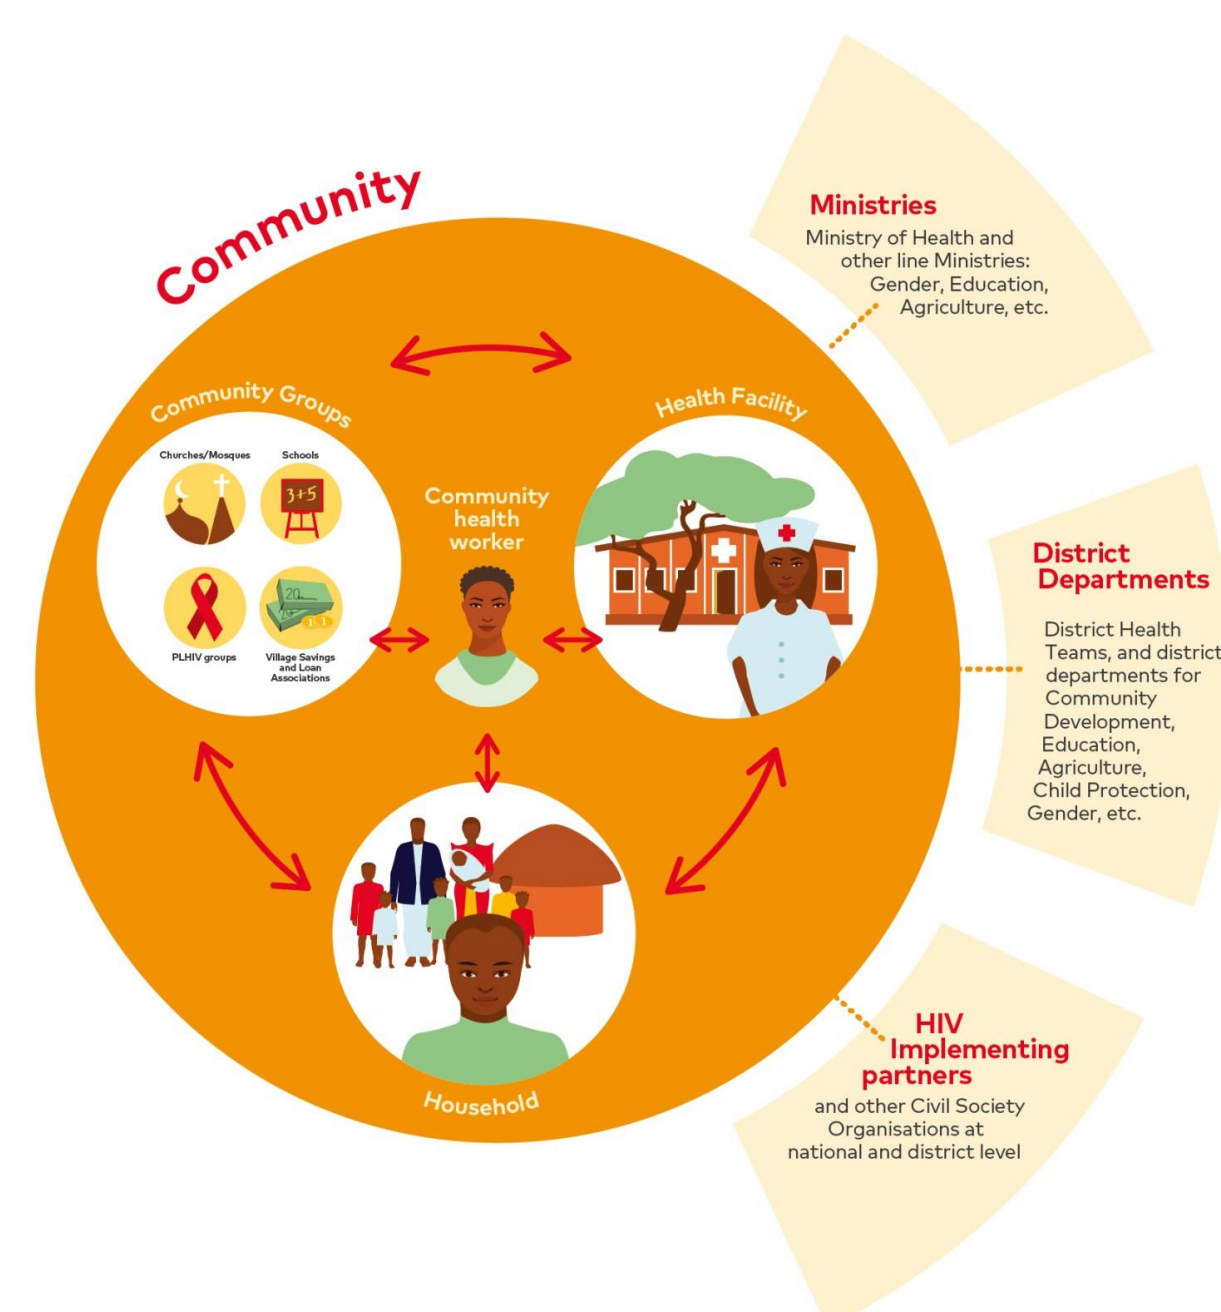 Community
Community Groups
Churches/Mosques
Schools
3+5
PLHIV groups
20
Village Savings
and Loan
Associations
1 1
Community
health
worker
Health Facility
Household
Ministries
Ministry of Health and
other line Ministries:
Gender, Education,
Agriculture, etc.
District
Departments
District Health
Teams, and district
departments for
Community
Development,
Education,
Agriculture,
Child Protection,
Gender, etc.
HIV
Implementing
partners
and other Civil Society
Organisations at
national and district level